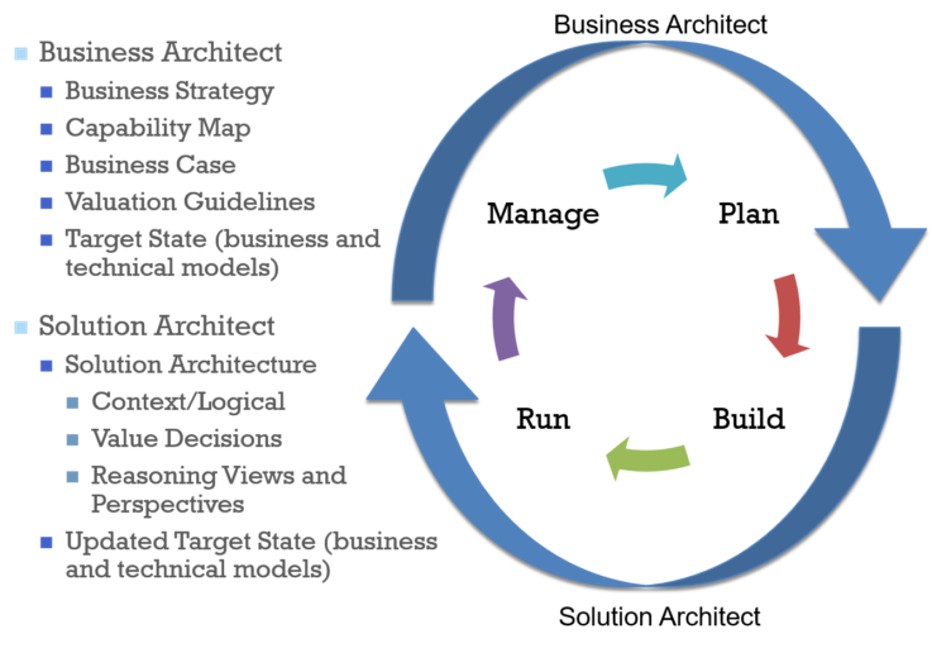 Business Architect
Business Strategy
Capability Map
Business Case
Valuation Guidelines
Target State (business and
technical models)
Solution Architect
Solution Architecture
Context/Logical
Value Decisions
Reasoning Views and
Perspectives
Updated Target State (business
and technical models)
Business Architect
Manage
Plan
Run
Build
Solution Architect